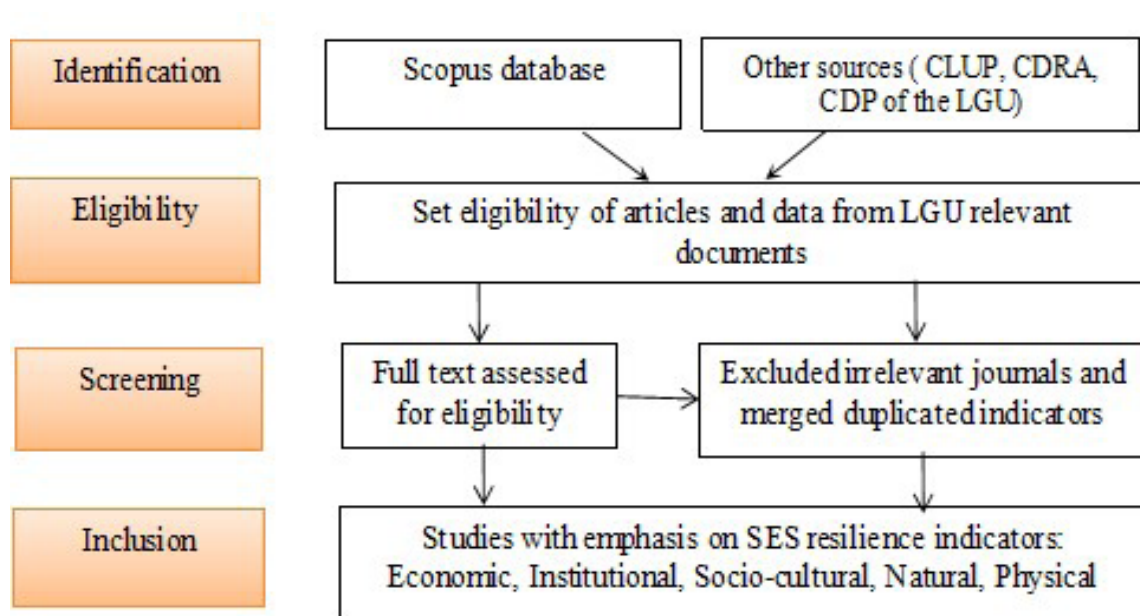 Identification
Scopus database
Other sources ( CLUP, CDRA,
CDP of the LGU)
Eligibility
Set eligibility of articles and data from LGU relevant
documents
Screening
Full text assessed
for eligibility
Excluded irrelevant journals and
merged duplicated indicators
Inclusion
Studies with emphasis on SES resilience indicators:
Economic, Institutional, Socio-cultural, Natural, Physical